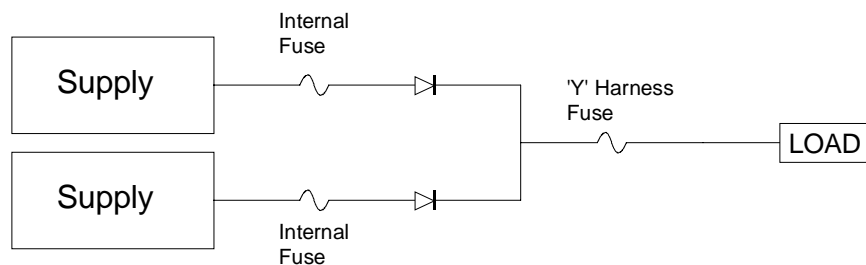 Internal
Fuse
Supply
'Y' Harness
Fuse
LOAD
Supply
Internal
Fuse